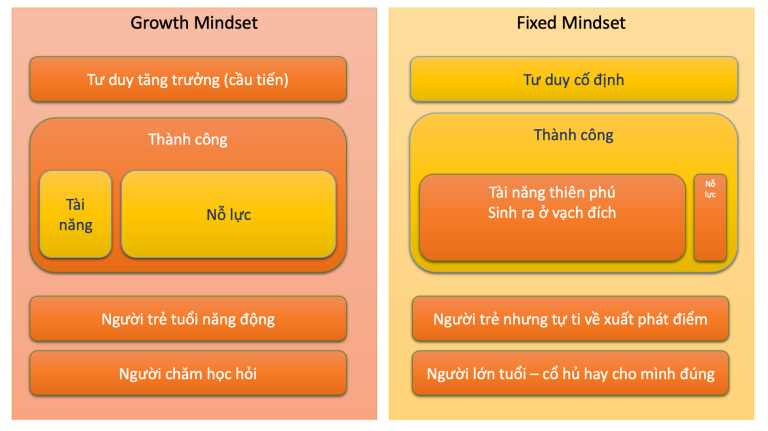 Growth Mindset
Tư duy tăng trưởng (cầu tiến)
Thành công
Tài
năng
Nỗ lực
Người trẻ tuổi năng động
Người chăm học hỏi
Fixed Mindset
Tư duy cố định
Thành công
Tài năng thiên phú
Sinh ra ở vạch đích
Nỗ
lực
Người trẻ nhưng tự ti về xuất phát điểm
Người lớn tuổi – cổ hủ hay cho mình đúng